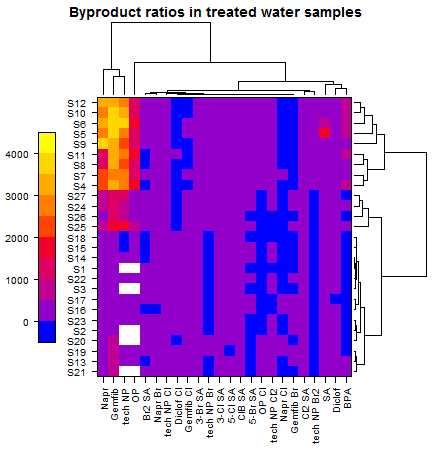 Byproduct ratios in treated water samples
4000
3000
2000
1000
0
S12
S10
S6
S5
S9
S11
S8
S7
S4
S27
S24
S26
S25
S18
S15
S14
S1
S22
S3
S17
S16
S23
S2
S20
S19
S13
S21
Napr
Gemfib
tech NP
OP
Br2 SA
Napr Br
tech NP Cl
Diclof Cl
Gemfib Cl
3-Br SA
tech NP Br
3-Cl SA
5-Cl SA
ClB SA
5-Br SA
OP Cl
tech NP Cl2
Napr Cl
Gemfib Br
Cl2 SA
tech NP Br2
SA
Diclof
BPA